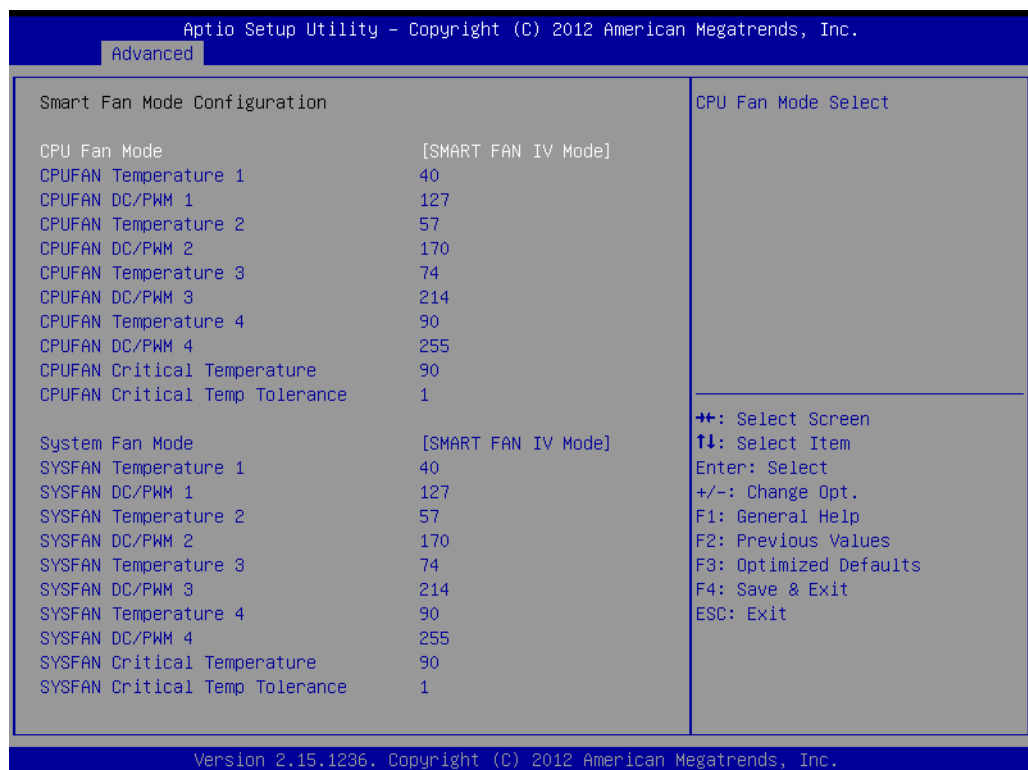 Aptio Setup Utility – Copyright (C) 2012 American Megatrends, Inc.
Advanced
Smart Fan Mode Configuration
CPU Fan Mode [SMART FAN IV Mode]
CPUFAN Temperature 1 40
CPUFAN DC/PWM 1 127
CPUFAN Temperature 2 57
CPUFAN DC/PWM 2 170
CPUFAN Temperature 3 74
CPUFAN DC/PWM 3 214
CPUFAN Temperature 4 90
CPUFAN DC/PWM 4 255
CPUFAN Critical Temperature 90
CPUFAN Critical Temp Tolerance 1
System Fan Mode [SMART FAN IV Mode]
SYSFAN Temperature 1 40
SYSFAN DC/PWM 1 127
SYSFAN Temperature 2 57
SYSFAN DC/PWM 2 170
SYSFAN Temperature 3 74
SYSFAN DC/PWM 3 214
SYSFAN Temperature 4 90
SYSFAN DC/PWM 4 255
SYSFAN Critical Temperature 90
SYSFAN Critical Temp Tolerance 1
CPU Fan Mode Select
→←: Select Screen
↑↓: Select Item
Enter: Select
+/-: Change Opt.
F1: General Help
F2: Previous Values
F3: Optimized Defaults
F4: Save & Exit
ESC: Exit
Version 2.15.1236. Copyright (C) 2012 American Megatrends, Inc.